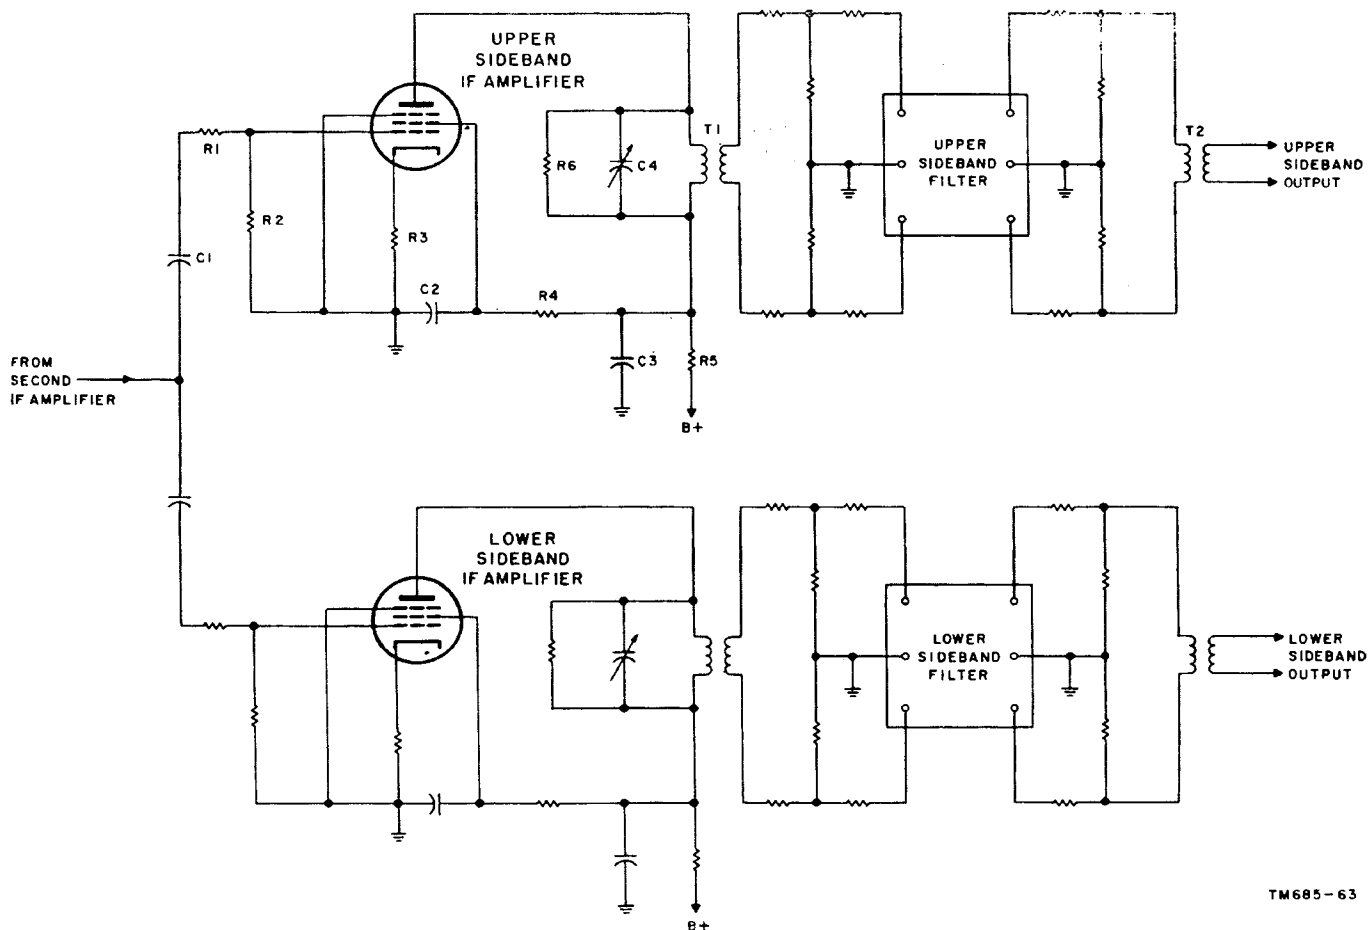 UPPER
SIDEBAND
IF AMPLIFIER
R1
R2
C1
R3
C2
R4
R6
C4
T1
C3
R5
B+
UPPER
SIDEBAND
FILTER
T2
UPPER
SIDEBAND
OUTPUT
FROM
SECOND
IF AMPLIFIER
LOWER
SIDEBAND
IF AMPLIFIER
B+
LOWER
SIDEBAND
FILTER
LOWER
SIDEBAND
OUTPUT
TM685-63